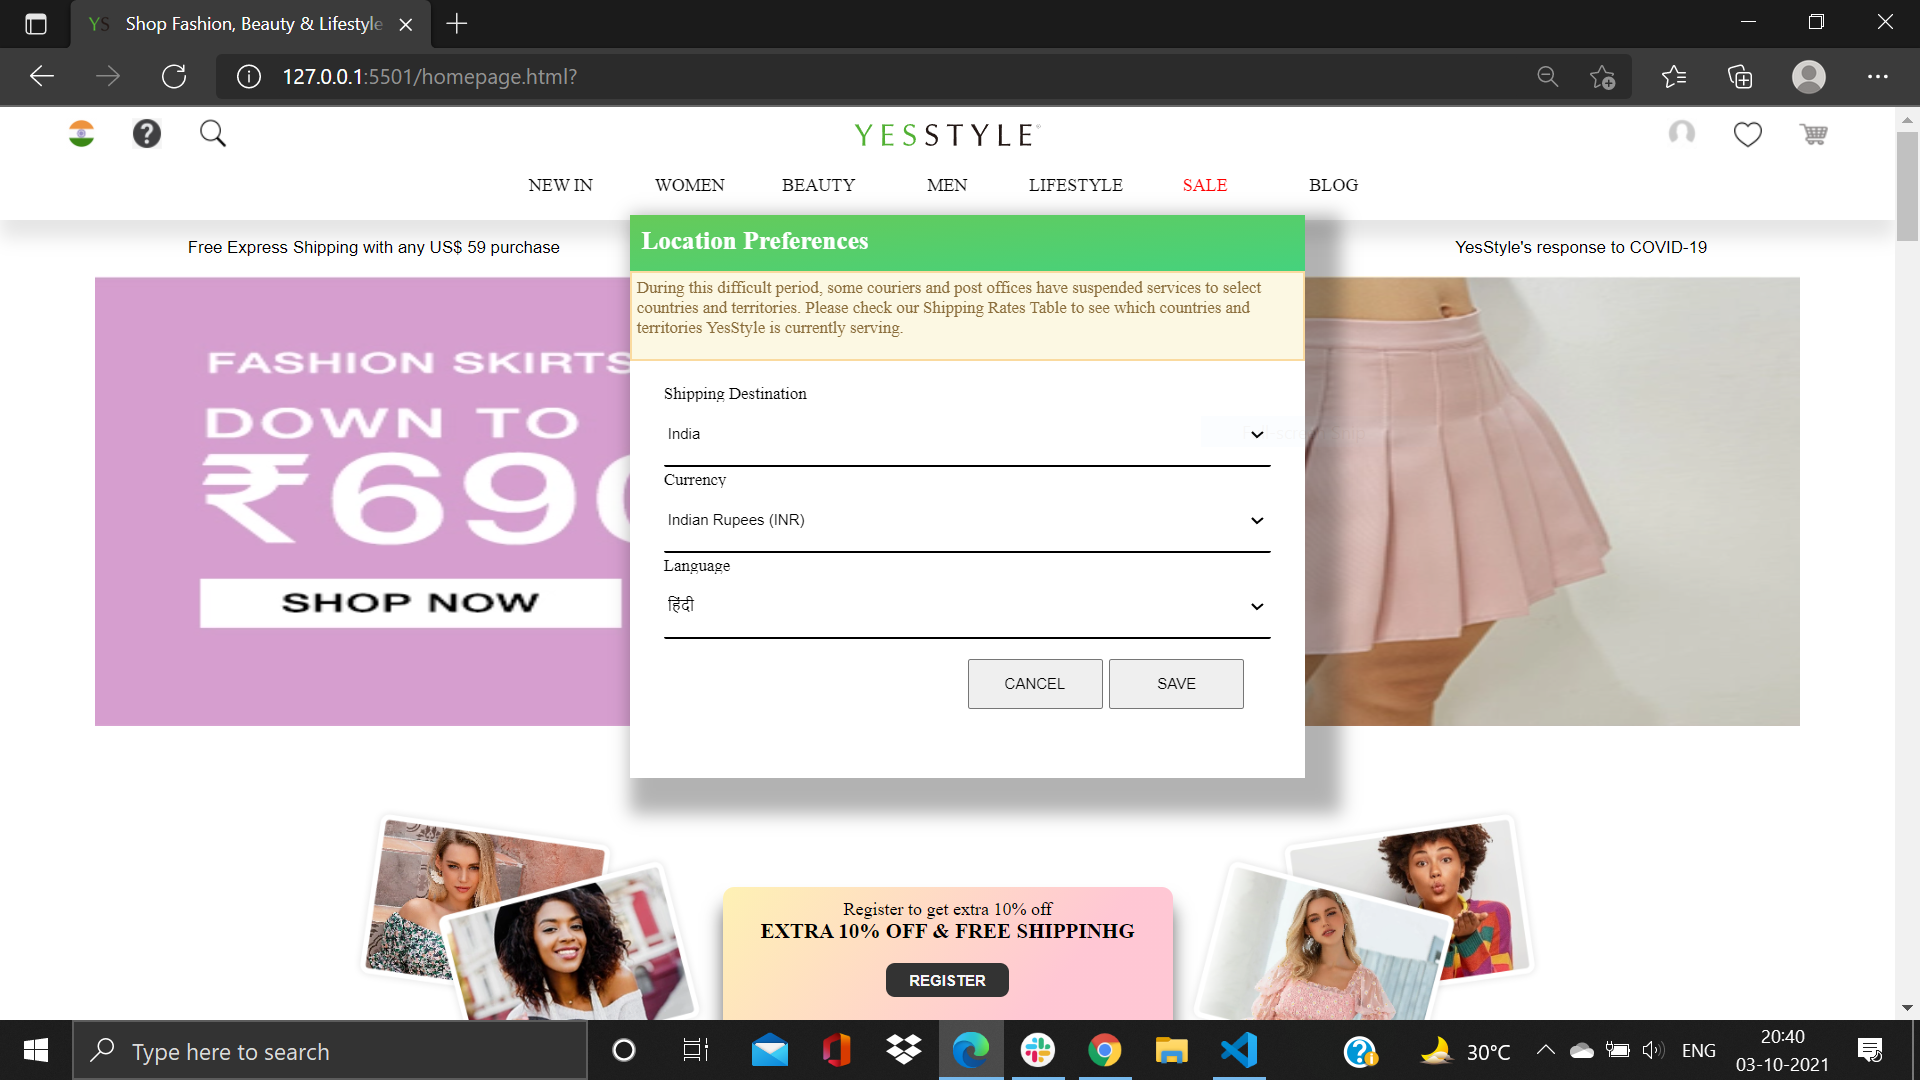 YS Shop Fashion, Beauty & Lifestyle
127.0.0.1:5501/homepage.html?
YESSTYLE
NEW IN WOMEN BEAUTY MEN LIFESTYLE SALE BLOG
Free Express Shipping with any US$ 59 purchase
YesStyle's response to COVID-19
FASHION SKIRTS
DOWN TO
₹690
SHOP NOW
Location Preferences
During this difficult period, some couriers and post offices have suspended services to select
countries and territories. Please check our Shipping Rates Table to see which countries and
territories YesStyle is currently serving.
Shipping Destination
India
Currency
Indian Rupees (INR)
Language
हिंदी
CANCEL SAVE
Register to get extra 10% off
EXTRA 10% OFF & FREE SHIPPINHG
REGISTER
Type here to search
30°C
ENG
20:40
03-10-2021